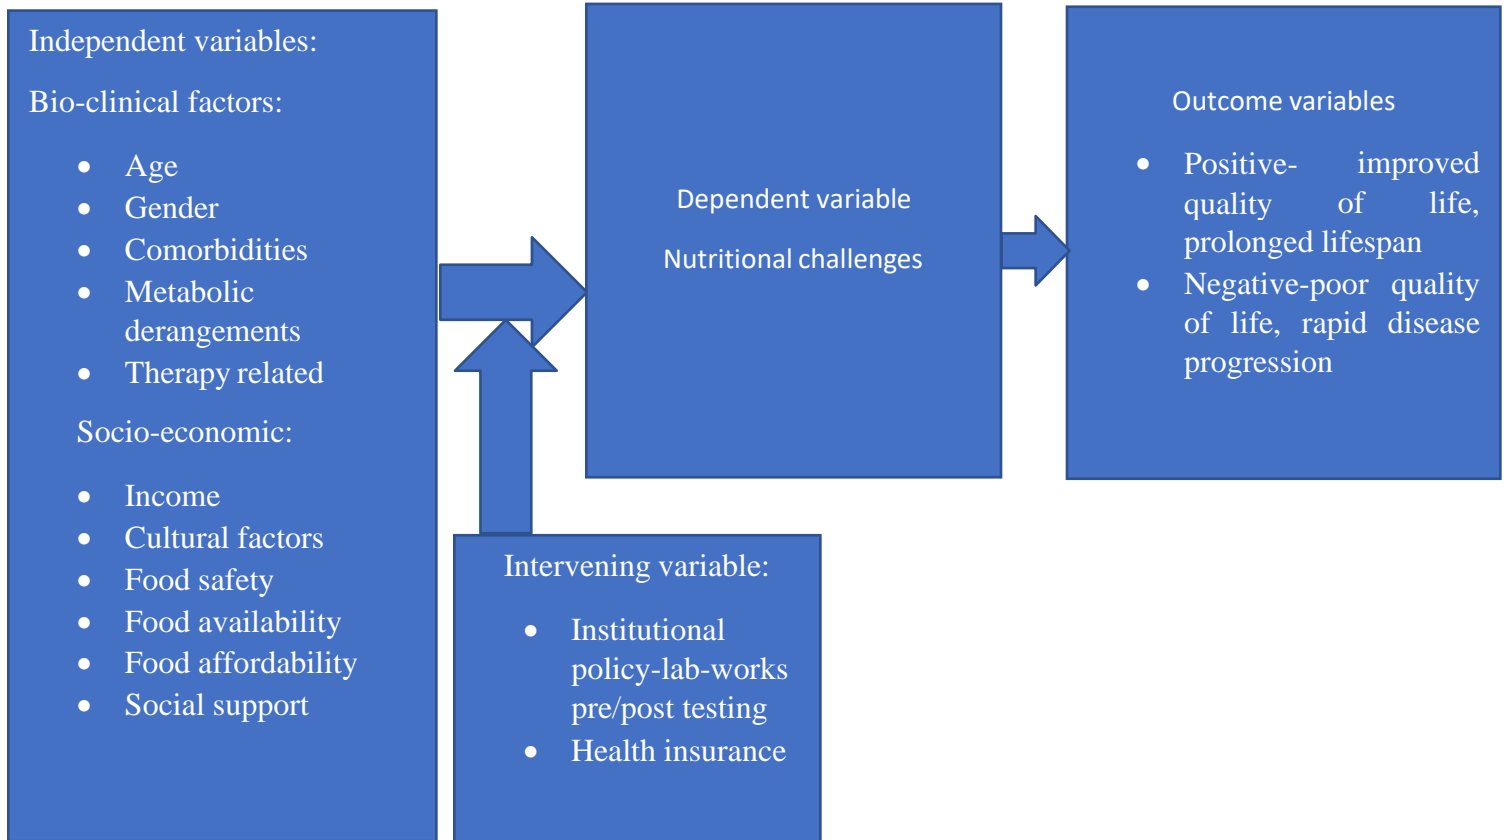 Independent variables:
Bio-clinical factors:
• Age
• Gender
• Comorbidities
• Metabolic
derangements
• Therapy related
Socio-economic:
• Income
• Cultural factors
• Food safety
• Food availability
• Food affordability
• Social support
Intervening variable:
• Institutional
policy-lab-works
pre/post testing
• Health insurance
Dependent variable
Nutritional challenges
Outcome variables
• Positive- improved
quality of life,
prolonged lifespan
• Negative-poor quality
of life, rapid disease
progression